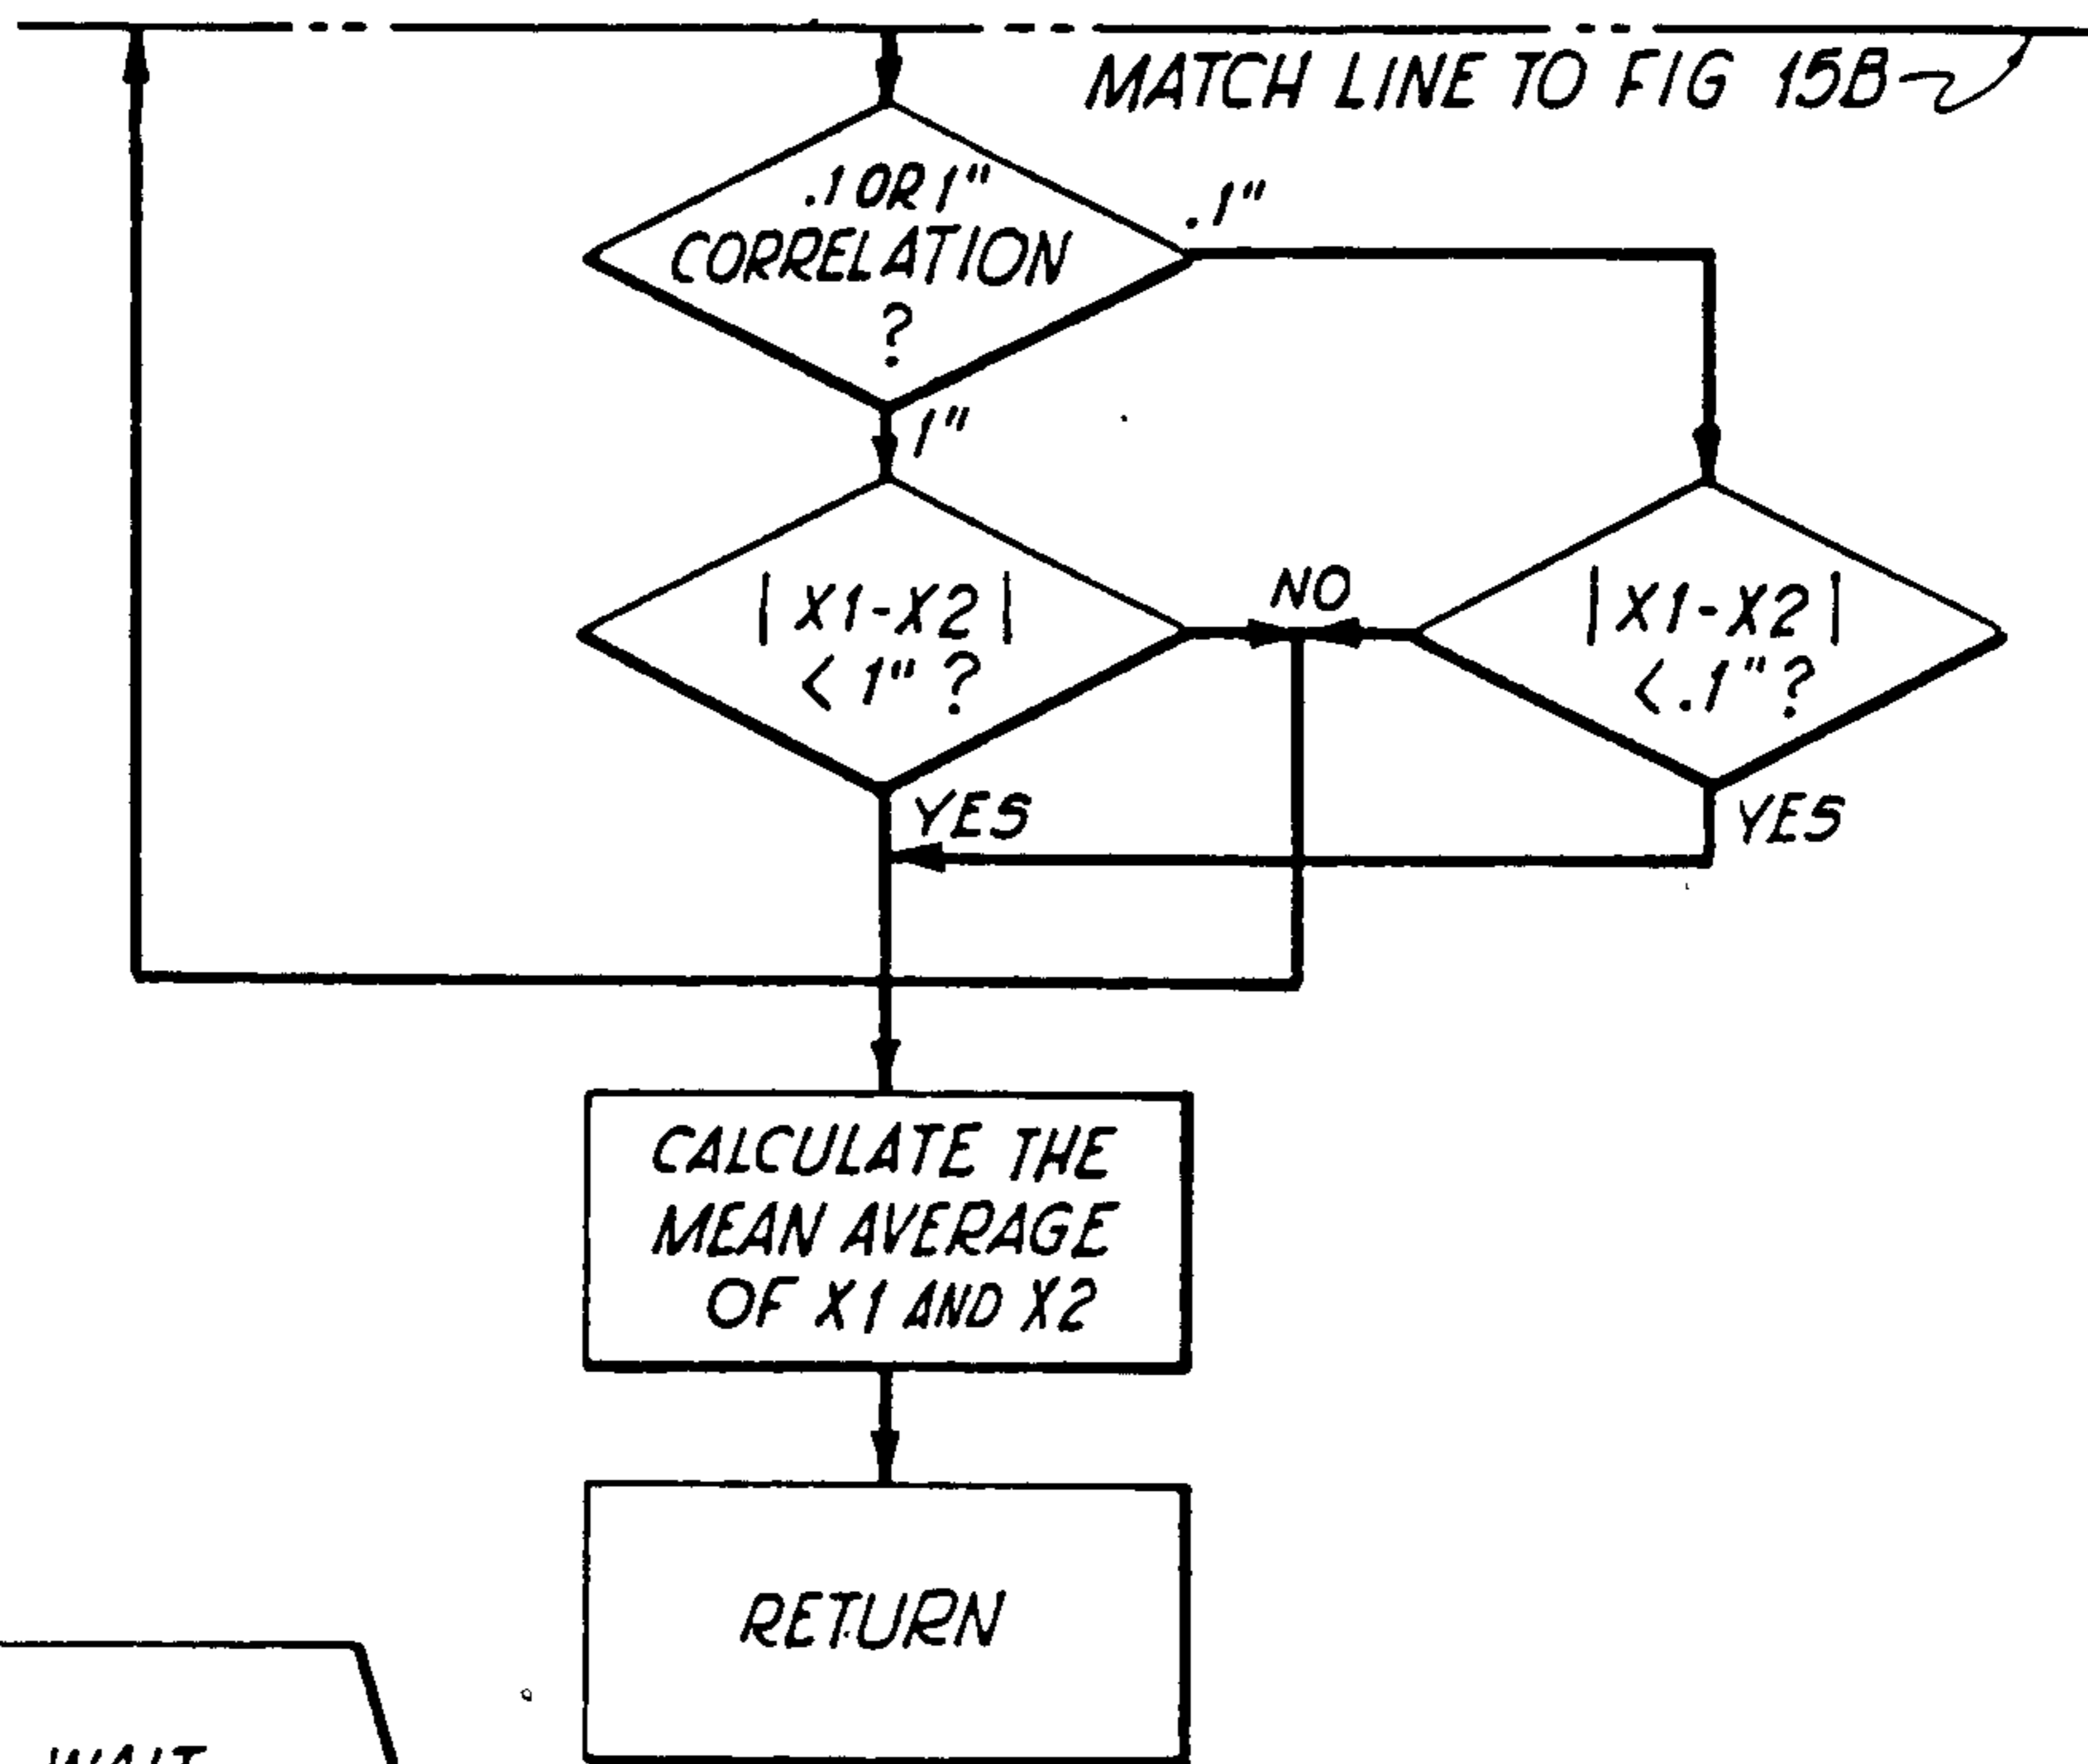 MATCH LINE TO FIG 15B
.1 OR 1"
CORRELATION
?
.1"
1"
|X1-X2|
< 1" ?
NO
|X1-X2|
< .1" ?
YES
YES
CALCULATE THE
MEAN AVERAGE
OF X1 AND X2
RETURN
WAIT